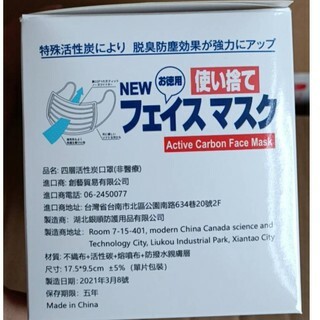 特殊活性炭により 脱臭防塵効果が強力にアップ
NEW お徳用 使い捨て
フェイスマスク
Active Carbon Face Mask
品名: 四層活性炭口罩(非醫療)
進口商: 創藝貿易有限公司
進口商電話: 06-2450077
進口商地址: 台灣省台南市北區公園南路634巷20號2F
製造商: 湖北銀順防護用品有限公司
Room 7-15-401, modern China Canada science and
Technology City, Liukou Industrial Park, Xiantao City
材質: 不織布+活性碳+熔噴布+防撥水親膚層
尺寸: 17.5*9.5cm ±5% (單片包裝)
製造日期: 2021年3月8號
保存期限: 五年
Made in China